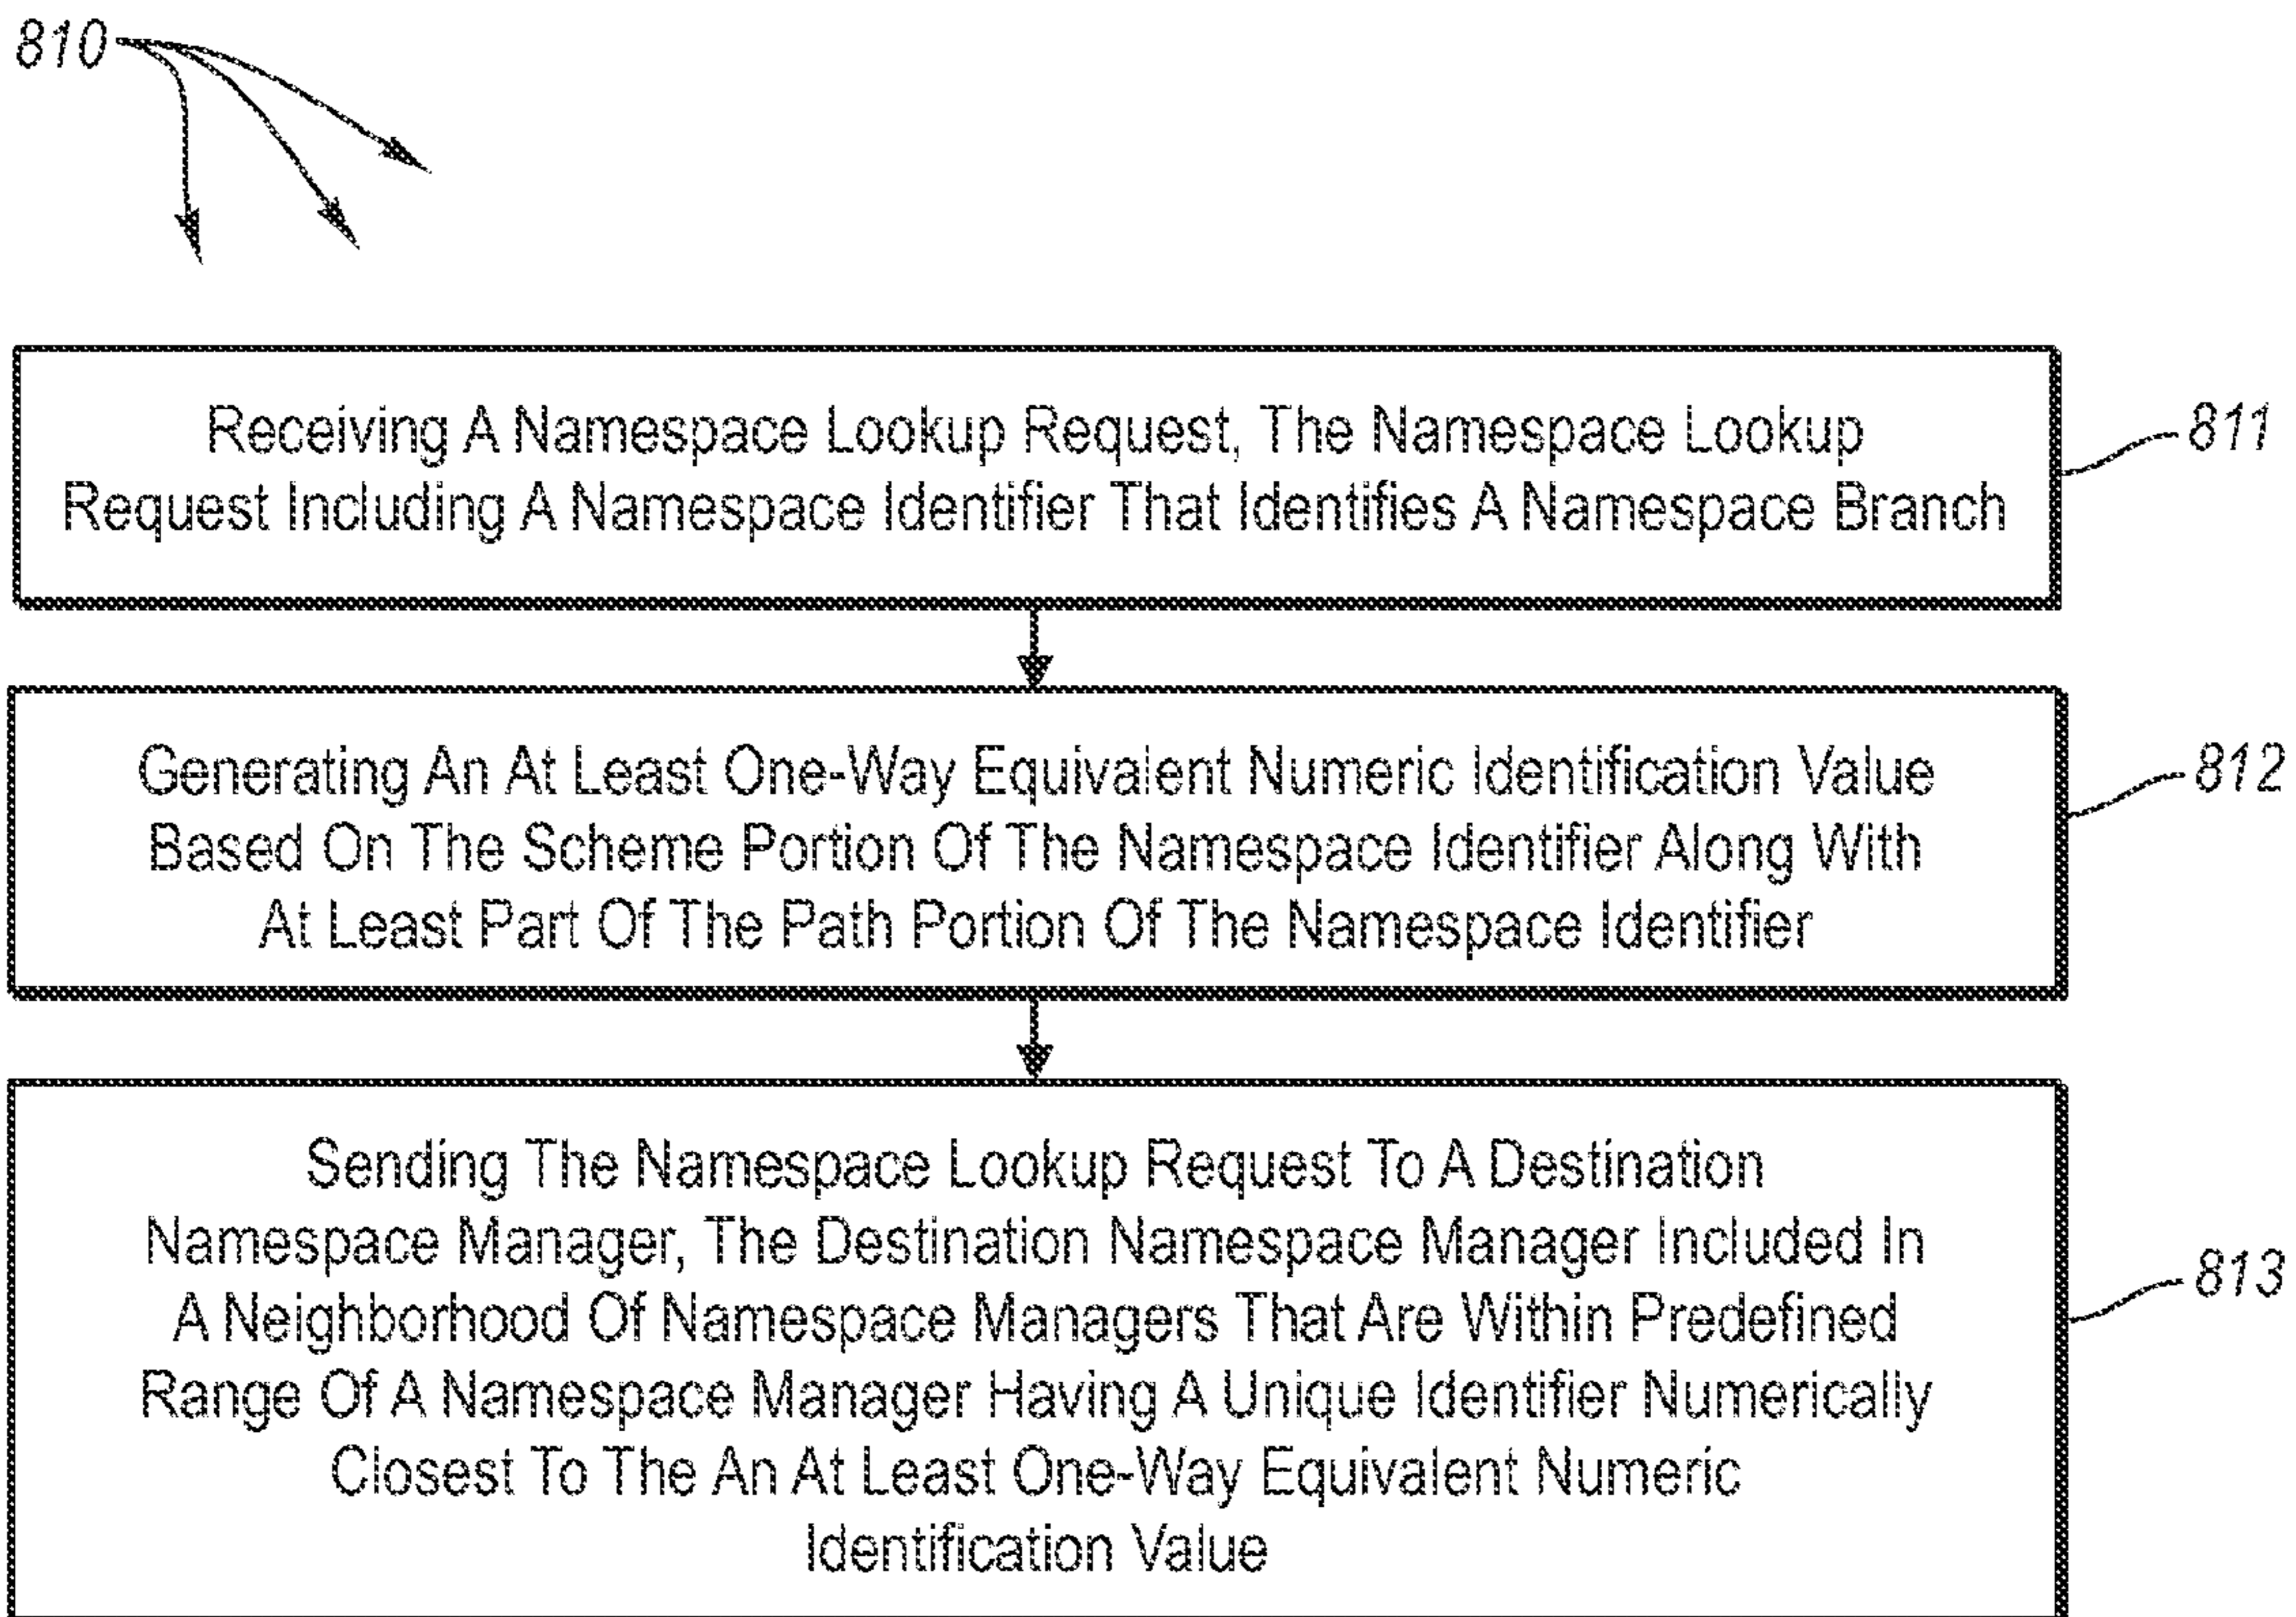 810
Receiving A Namespace Lookup Request, The Namespace Lookup
Request Including A Namespace Identifier That Identifies A Namespace Branch
811
Generating An At Least One-Way Equivalent Numeric Identification Value
Based On The Scheme Portion Of The Namespace Identifier Along With
At Least Part Of The Path Portion Of The Namespace Identifier
812
Sending The Namespace Lookup Request To A Destination
Namespace Manager, The Destination Namespace Manager Included In
A Neighborhood Of Namespace Managers That Are Within Predefined
Range Of A Namespace Manager Having A Unique Identifier Numerically
Closest To The An At Least One-Way Equivalent Numeric
Identification Value
813